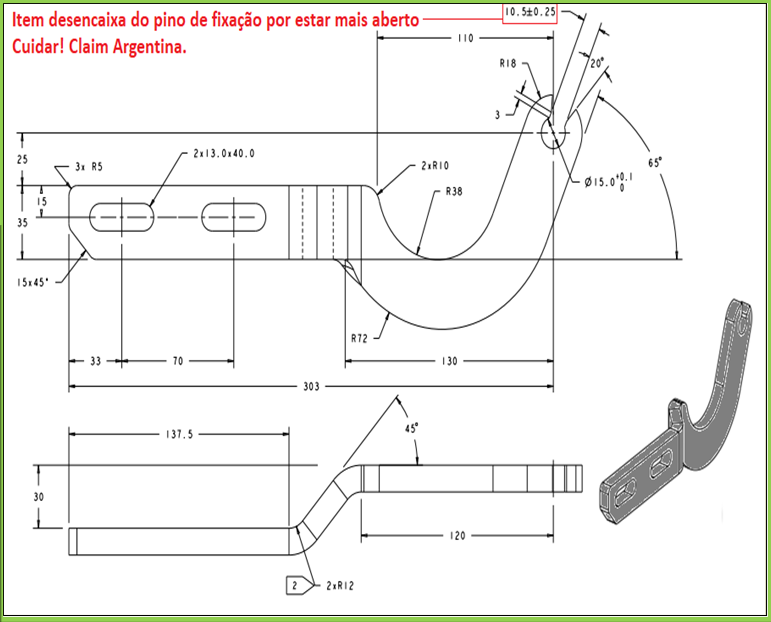 Item desencaixa do pino de fixação por estar mais aberto
Cuidar! Claim Argentina.
10.5±0.25
110
R18
20°
3
25
3x R5
2x13.0x40.0
2xR10
R38
Ø15.0 +0.1 0
65°
15
35
15x45°
R72
33
70
130
303
137.5
45°
30
120
2
2xR12